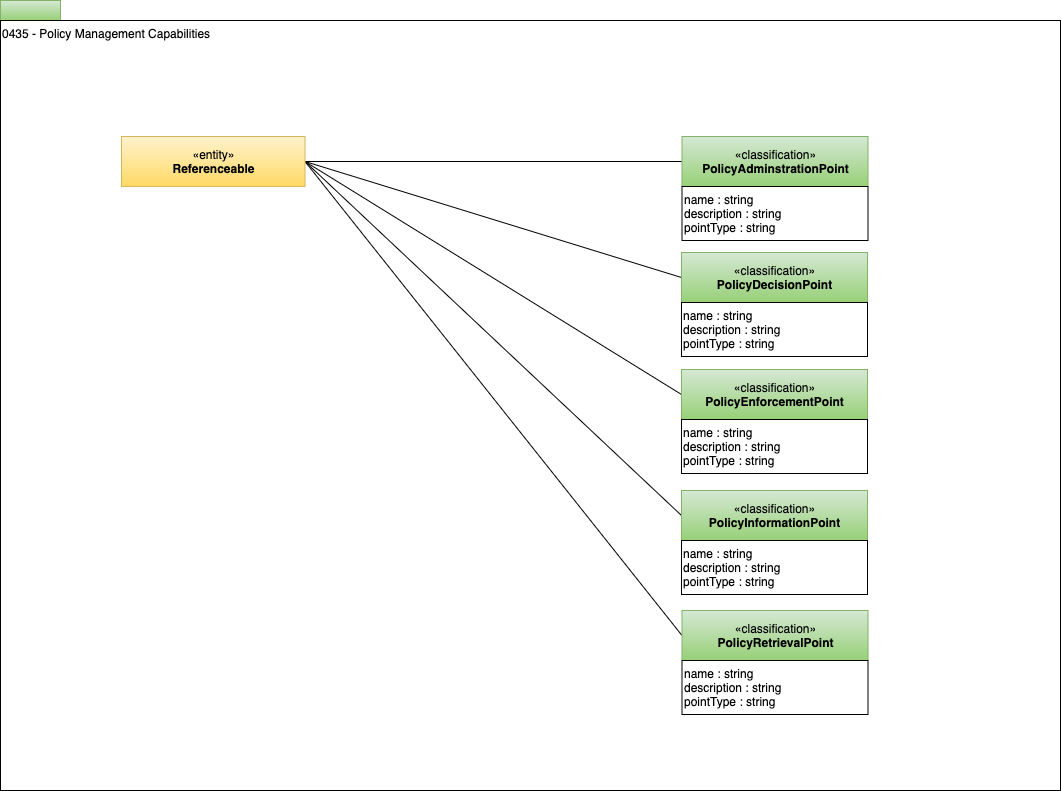 0435 - Policy Management Capabilities
«entity»
Referenceable
«classification»
PolicyAdminstrationPoint
name : string
description : string
pointType : string
«classification»
PolicyDecisionPoint
name : string
description : string
pointType : string
«classification»
PolicyEnforcementPoint
name : string
description : string
pointType : string
«classification»
PolicyInformationPoint
name : string
description : string
pointType : string
«classification»
PolicyRetrievalPoint
name : string
description : string
pointType : string